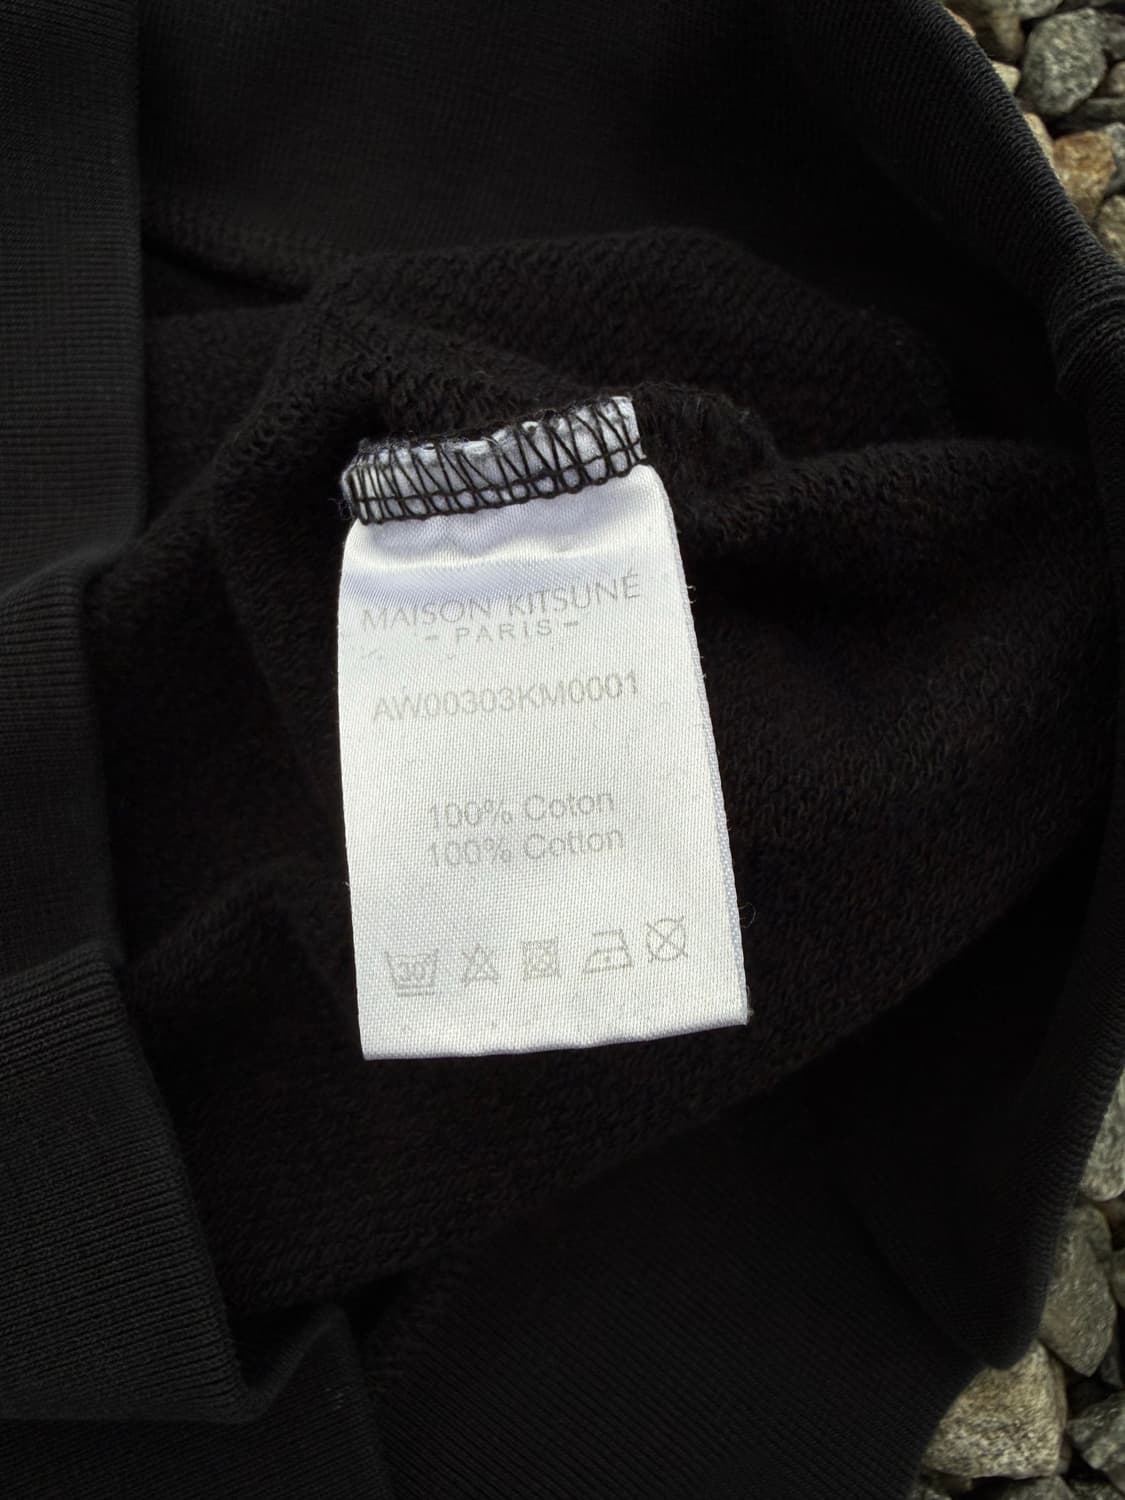 MAISON KITSUNÉ
- PARIS -
AW00303KM0001
100% Coton
100% Cotton
30°